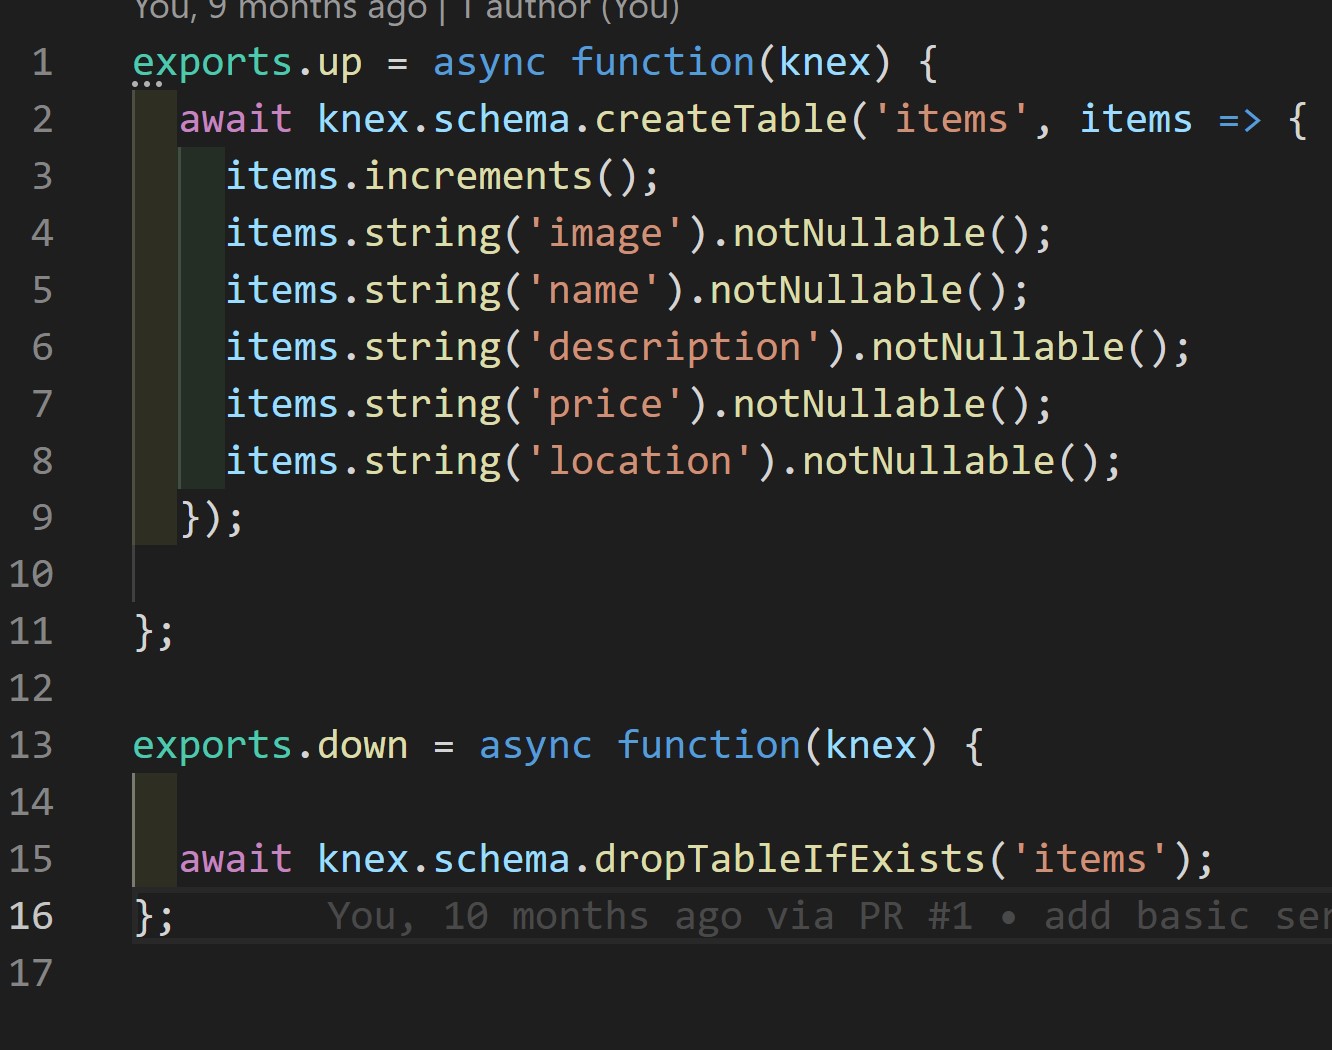 You, 9 months ago | 1 author (You)
1 exports.up = async function(knex) {
2 await knex.schema.createTable('items', items => {
3 items.increments();
4 items.string('image').notNullable();
5 items.string('name').notNullable();
6 items.string('description').notNullable();
7 items.string('price').notNullable();
8 items.string('location').notNullable();
9 });
10
11 };
12
13 exports.down = async function(knex) {
14
15 await knex.schema.dropTableIfExists('items');
16 }; You, 10 months ago via PR #1 • add basic ser
17